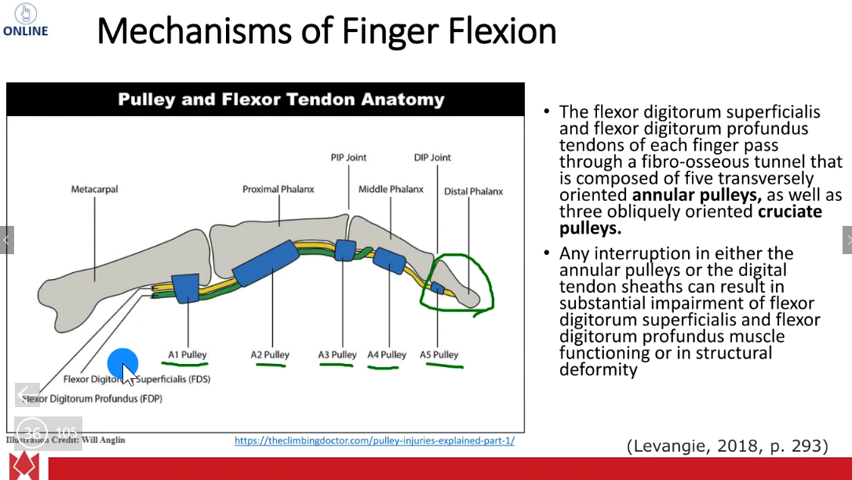 ONLINE
Mechanisms of Finger Flexion
Pulley and Flexor Tendon Anatomy
PIP Joint
DIP Joint
Metacarpal
Proximal Phalanx
Middle Phalanx
Distal Phalanx
A1 Pulley
A2 Pulley
A3 Pulley
A4 Pulley
A5 Pulley
Flexor Superficialis (FDS)
Flexor Digitorum Profundus (FDP)
36 105
Illustration Credit: Will Anglin
https://theclimbingdoctor.com/pulley-injuries-explained-part-1/
• The flexor digitorum superficialis
and flexor digitorum profundus
tendons of each finger pass
through a fibro-osseous tunnel that
is composed of five transversely
oriented annular pulleys, as well as
three obliquely oriented cruciate
pulleys.
• Any interruption in either the
annular pulleys or the digital
tendon sheaths can result in
substantial impairment of flexor
digitorum superficialis and flexor
digitorum profundus muscle
functioning or in structural
deformity
(Levangie, 2018, p. 293)